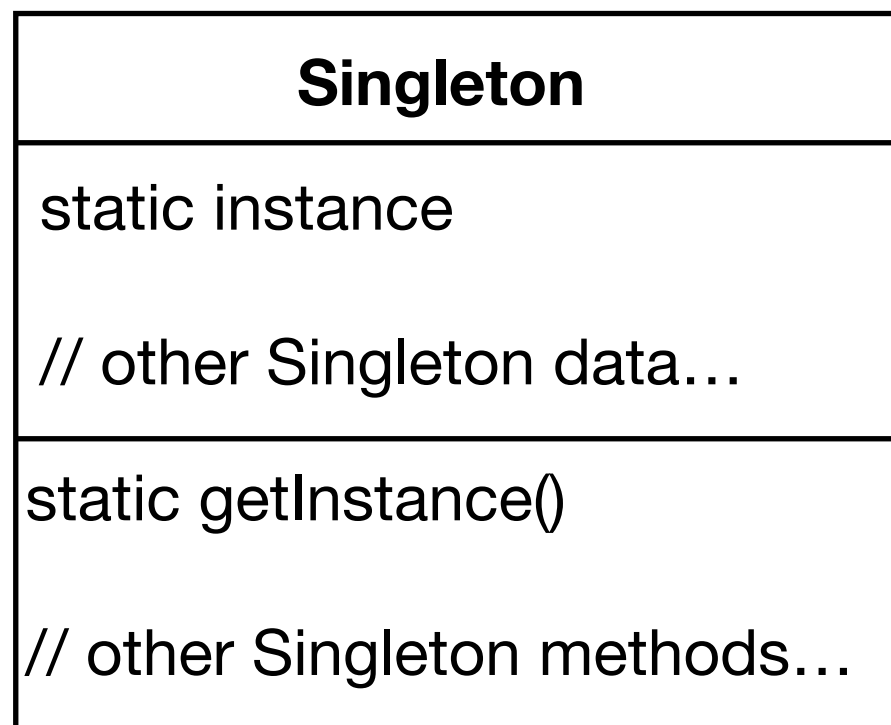 Singleton
static instance
// other Singleton data…
static getInstance()
// other Singleton methods…